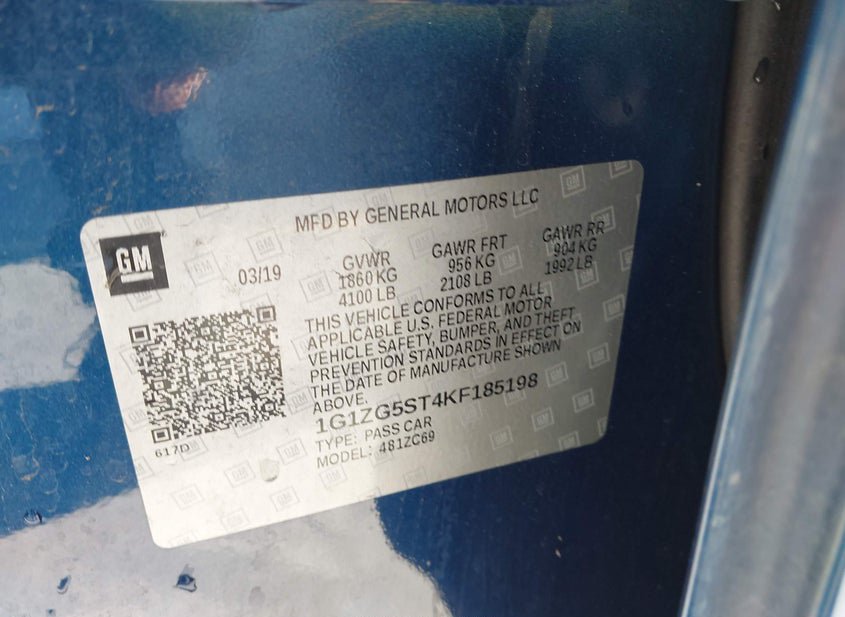 MFD BY GENERAL MOTORS LLC
GM
03/19
GVWR
1860 KG
4100 LB
GAWR FRT
956 KG
2108 LB
GAWR RR
904 KG
1992 LB
THIS VEHICLE CONFORMS TO ALL
APPLICABLE U.S. FEDERAL MOTOR
VEHICLE SAFETY, BUMPER, AND THEFT
PREVENTION STANDARDS IN EFFECT ON
THE DATE OF MANUFACTURE SHOWN
ABOVE.
1G1ZG5ST4KF185198
TYPE: PASS CAR
MODEL: 481ZC69
617D